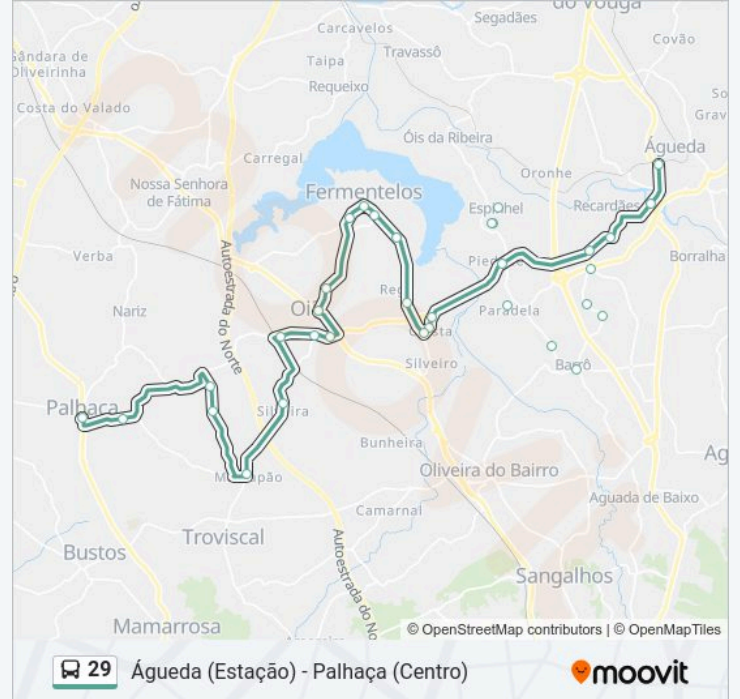 do Vouga
Segadães
Carcavelos
Covão
Travassô
Taipa
Gândara de
Oliveirinha
Requeixo
Costa do Valado
Óis da Ribeira
Águeda
Carregal
Oronhe
Nossa Senhora
de Fátima
Fermentelos
Recardães
Borralha
Verba
Autoestrada do Norte
Nariz
Paradela
Silveiro
Barrô
Palhaça
Bunheira
Oliveira do Bairro
Aguada de Baixo
Camarnal
Troviscal
Autoestrada do No
Bustos
Sangalhos
Mamarrosa
© OpenStreetMap contributors | © OpenMapTiles
29 Águeda (Estação) - Palhaça (Centro)
moovit